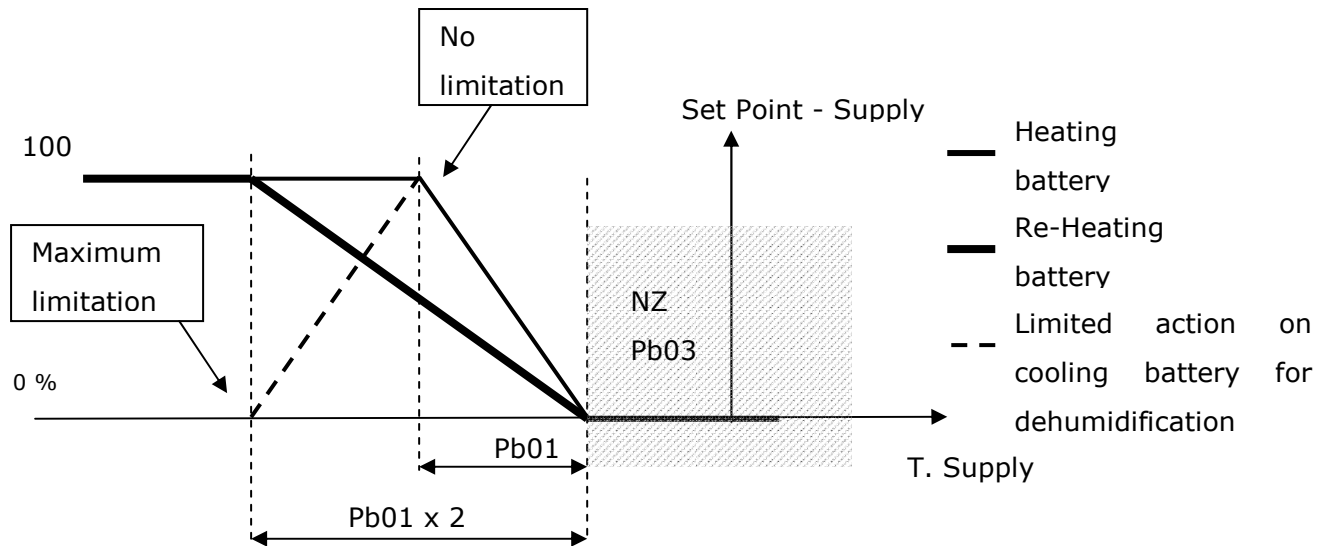 No
limitation
Set Point - Supply
100
Maximum
limitation
0 %
NZ
Pb03
Pb01
Pb01 x 2
T. Supply
Heating
battery
Re-Heating
battery
Limited action on
cooling battery for
dehumidification